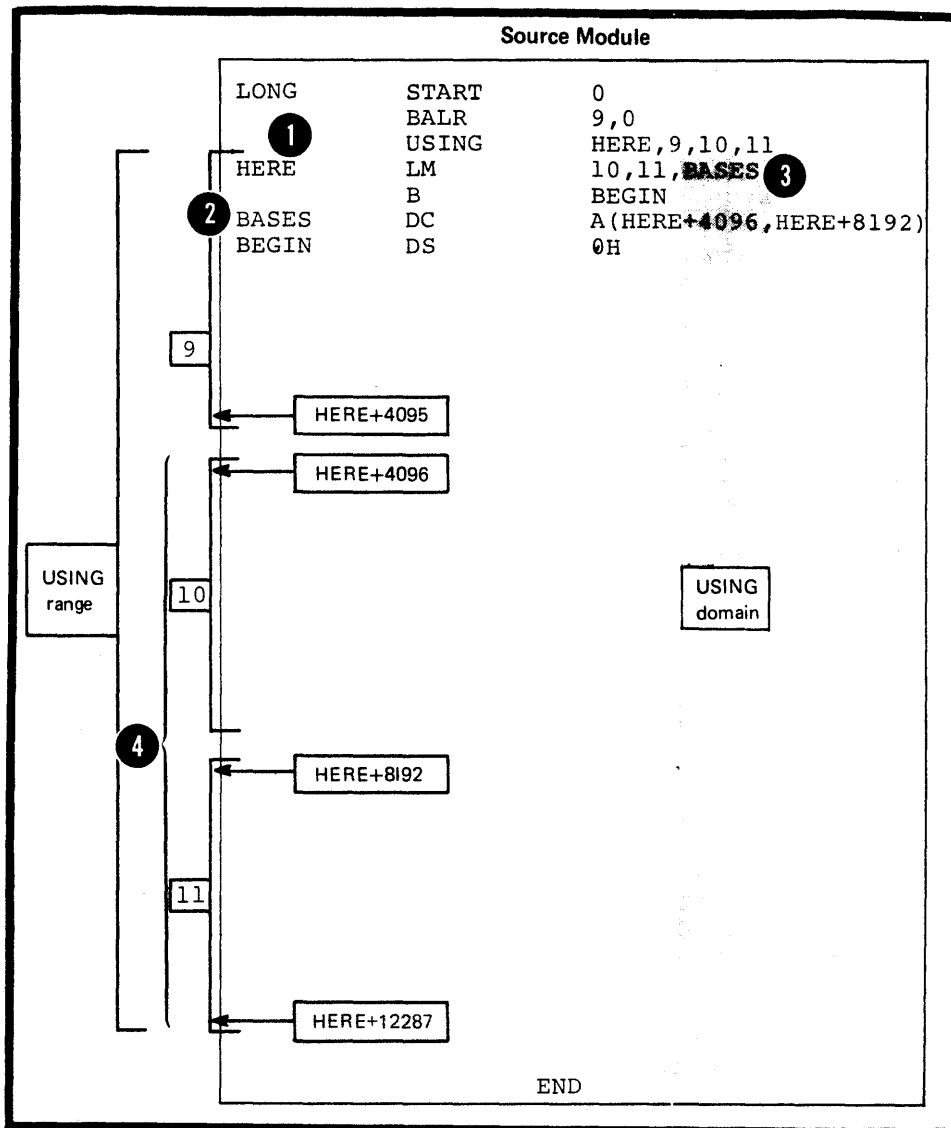 Source Module
LONG START 0
BALR 9,0
1 USING HERE,9,10,11
HERE LM 10,11,BASES 3
B BEGIN
2 BASES DC A(HERE+4096,HERE+8192)
BEGIN DS 0H
9
HERE+4095
HERE+4096
USING range
10
USING domain
4
HERE+8192
11
HERE+12287
END